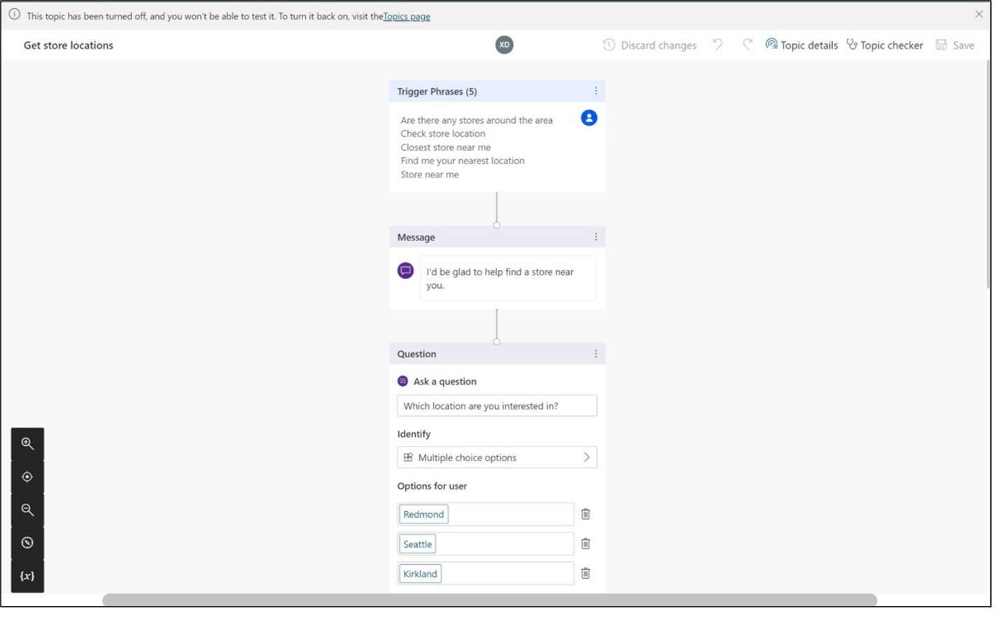 This topic has been turned off, and you won't be able to test it. To turn it back on, visit theTopics page
Get store locations
XD
Discard changes
Topic details
Topic checker
Save
Trigger Phrases (5)
Are there any stores around the area
Check store location
Closest store near me
Find me your nearest location
Store near me
Message
I'd be glad to help find a store near
you.
Question
Ask a question
Which location are you interested in?
Identify
Multiple choice options
Options for user
Redmond
Seattle
Kirkland
{x}